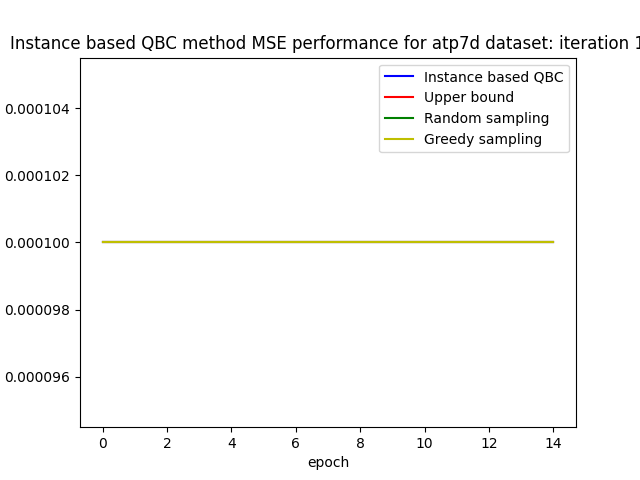 Instance based QBC method MSE performance for atp7d dataset: iteration 1
Instance based QBC
Upper bound
Random sampling
Greedy sampling
0.000104
0.000102
0.000100
0.000098
0.000096
0 2 4 6 8 10 12 14
epoch